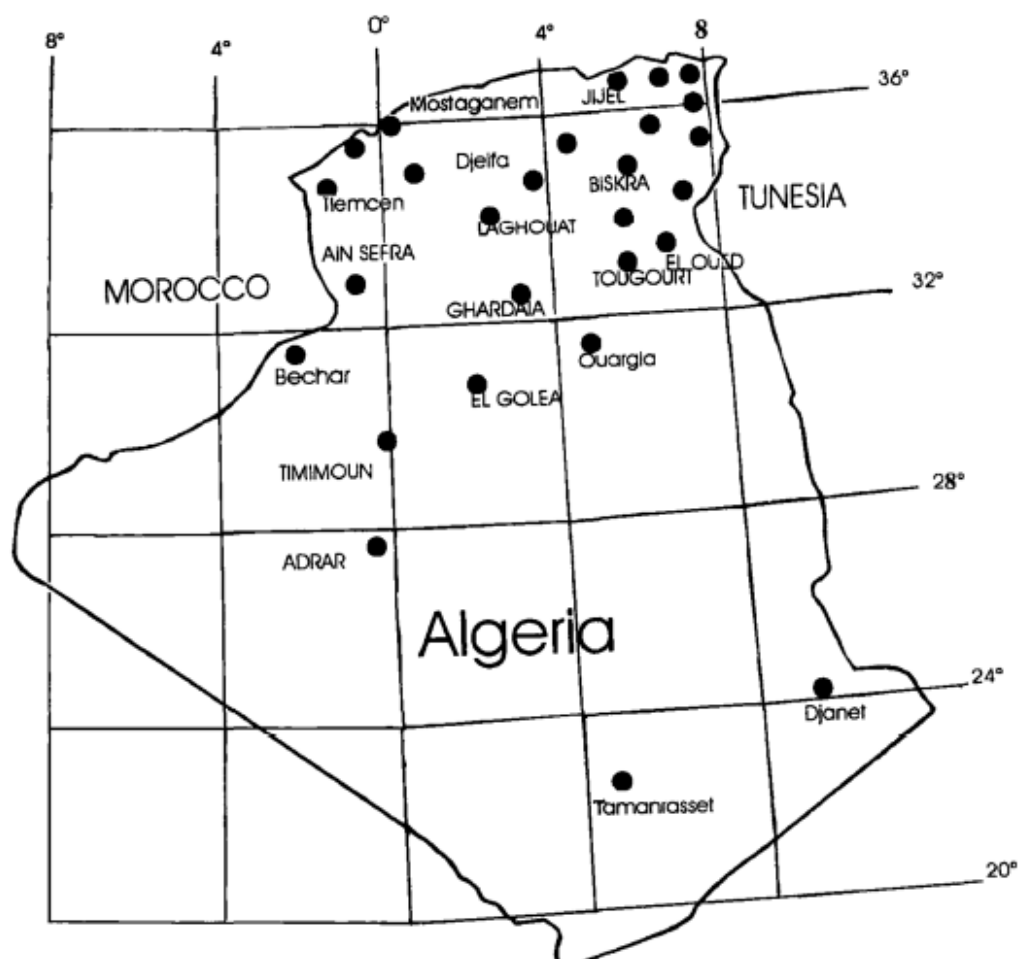 8° 4° 0° 4° 8
36°
Mostaganem
JIJEL
Djelfa
BISKRA
Tlemcen
LAGHOUAT
TUNESIA
AIN SEFRA
EL OUED
TOUGOURT
MOROCCO
32°
GHARDAIA
Ouargla
Bechar
EL GOLEA
TIMIMOUN
28°
ADRAR
Algeria
24°
Djanet
Tamanrasset
20°